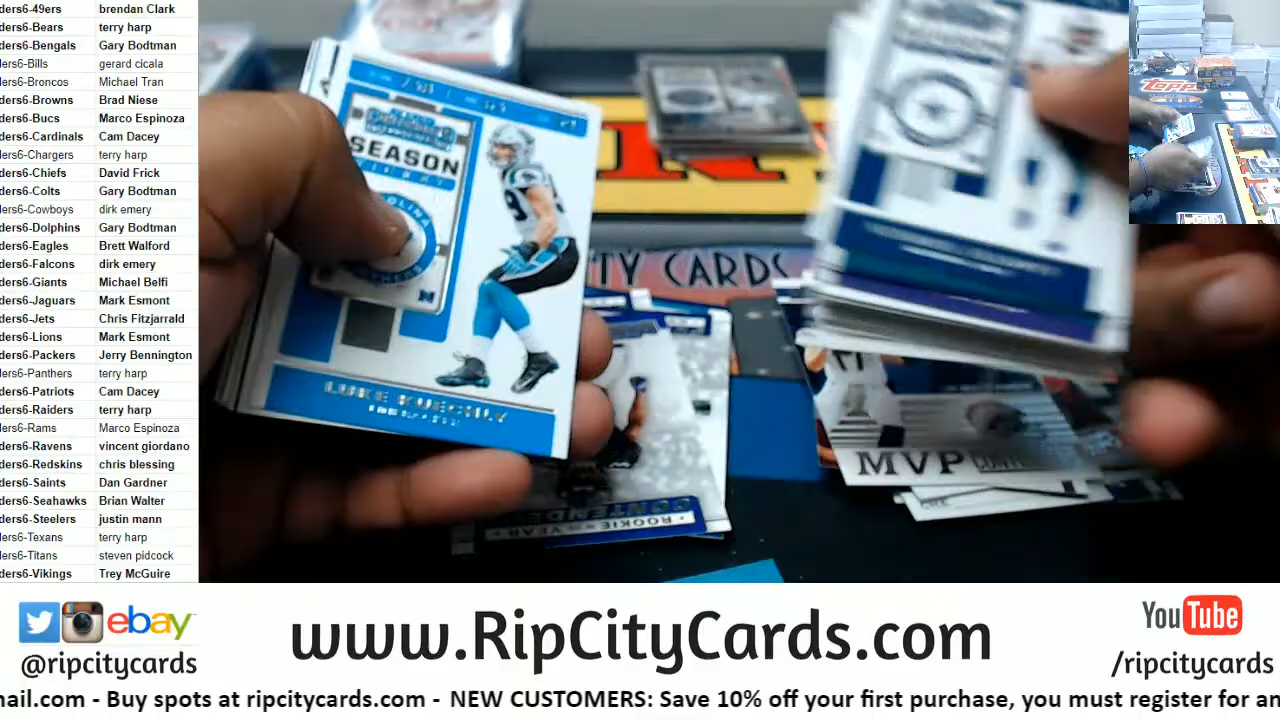 ders6-49ers brendan Clark
ders6-Bears terry harp
ders6-Bengals Gary Bodtman
ders6-Bills gerard cicala
ders6-Broncos Michael Tran
ders6-Browns Brad Niese
ders6-Bucs Marco Espinoza
ders6-Cardinals Cam Dacey
ders6-Chargers terry harp
ders6-Chiefs David Frick
ders6-Colts Gary Bodtman
ders6-Cowboys dirk emery
ders6-Dolphins Gary Bodtman
ders6-Eagles Brett Walford
ders6-Falcons dirk emery
ders6-Giants Michael Belfi
ders6-Jaguars Mark Esmont
ders6-Jets Chris Fitzjarrald
ders6-Lions Mark Esmont
ders6-Packers Jerry Bennington
ders6-Panthers terry harp
ders6-Patriots Cam Dacey
ders6-Raiders terry harp
ders6-Rams Marco Espinoza
ders6-Ravens vincent giordano
ders6-Redskins chris blessing
ders6-Saints Dan Gardner
ders6-Seahawks Brian Walter
ders6-Steelers justin mann
ders6-Texans terry harp
ders6-Titans steven pidcock
ders6-Vikings Trey McGuire
SEASON
LUKE KUECHLY
TY CARDS
MVP
ROOKIE OF THE YEAR
CONTENDERS
Topps
ebay
@ripcitycards
www.RipCityCards.com
YouTube
/ripcitycards
mail.com - Buy spots at ripcitycards.com - NEW CUSTOMERS: Save 10% off your first purchase, you must register for an